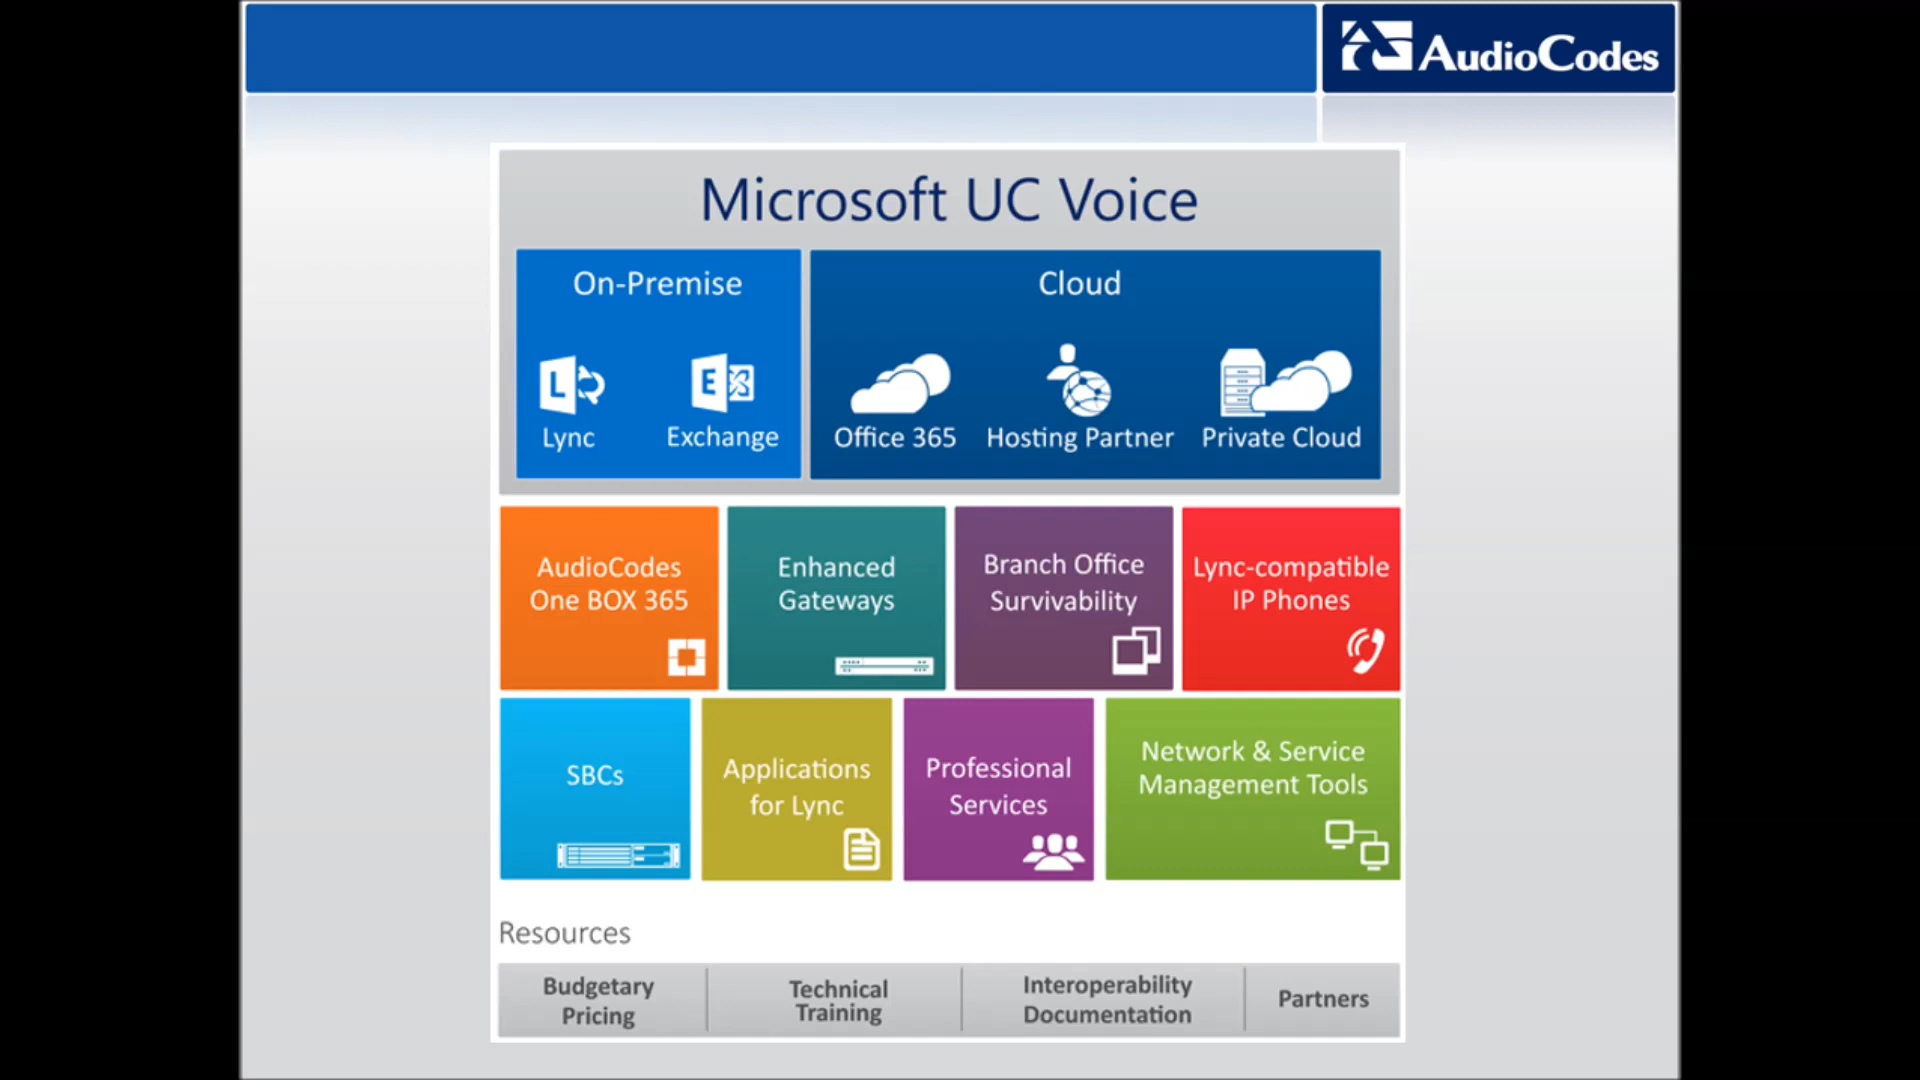 AudioCodes
Microsoft UC Voice
On-Premise
Lync
Exchange
Cloud
Office 365
Hosting Partner
Private Cloud
AudioCodes
One BOX 365
Enhanced
Gateways
Branch Office
Survivability
Lync-compatible
IP Phones
SBCs
Applications
for Lync
Professional
Services
Network & Service
Management Tools
Resources
Budgetary
Pricing
Technical
Training
Interoperability
Documentation
Partners